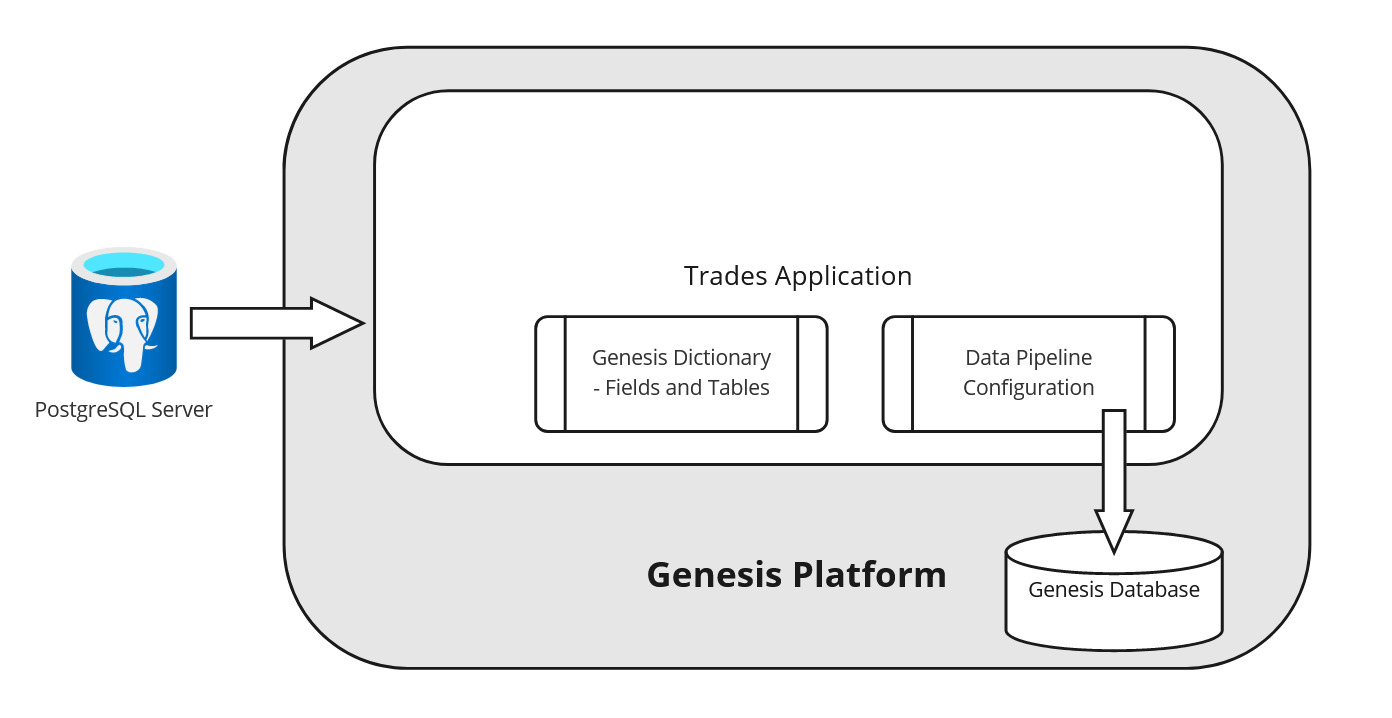 Trades Application
Genesis Dictionary
- Fields and Tables
Data Pipeline
Configuration
PostgreSQL Server
Genesis Platform
Genesis Database